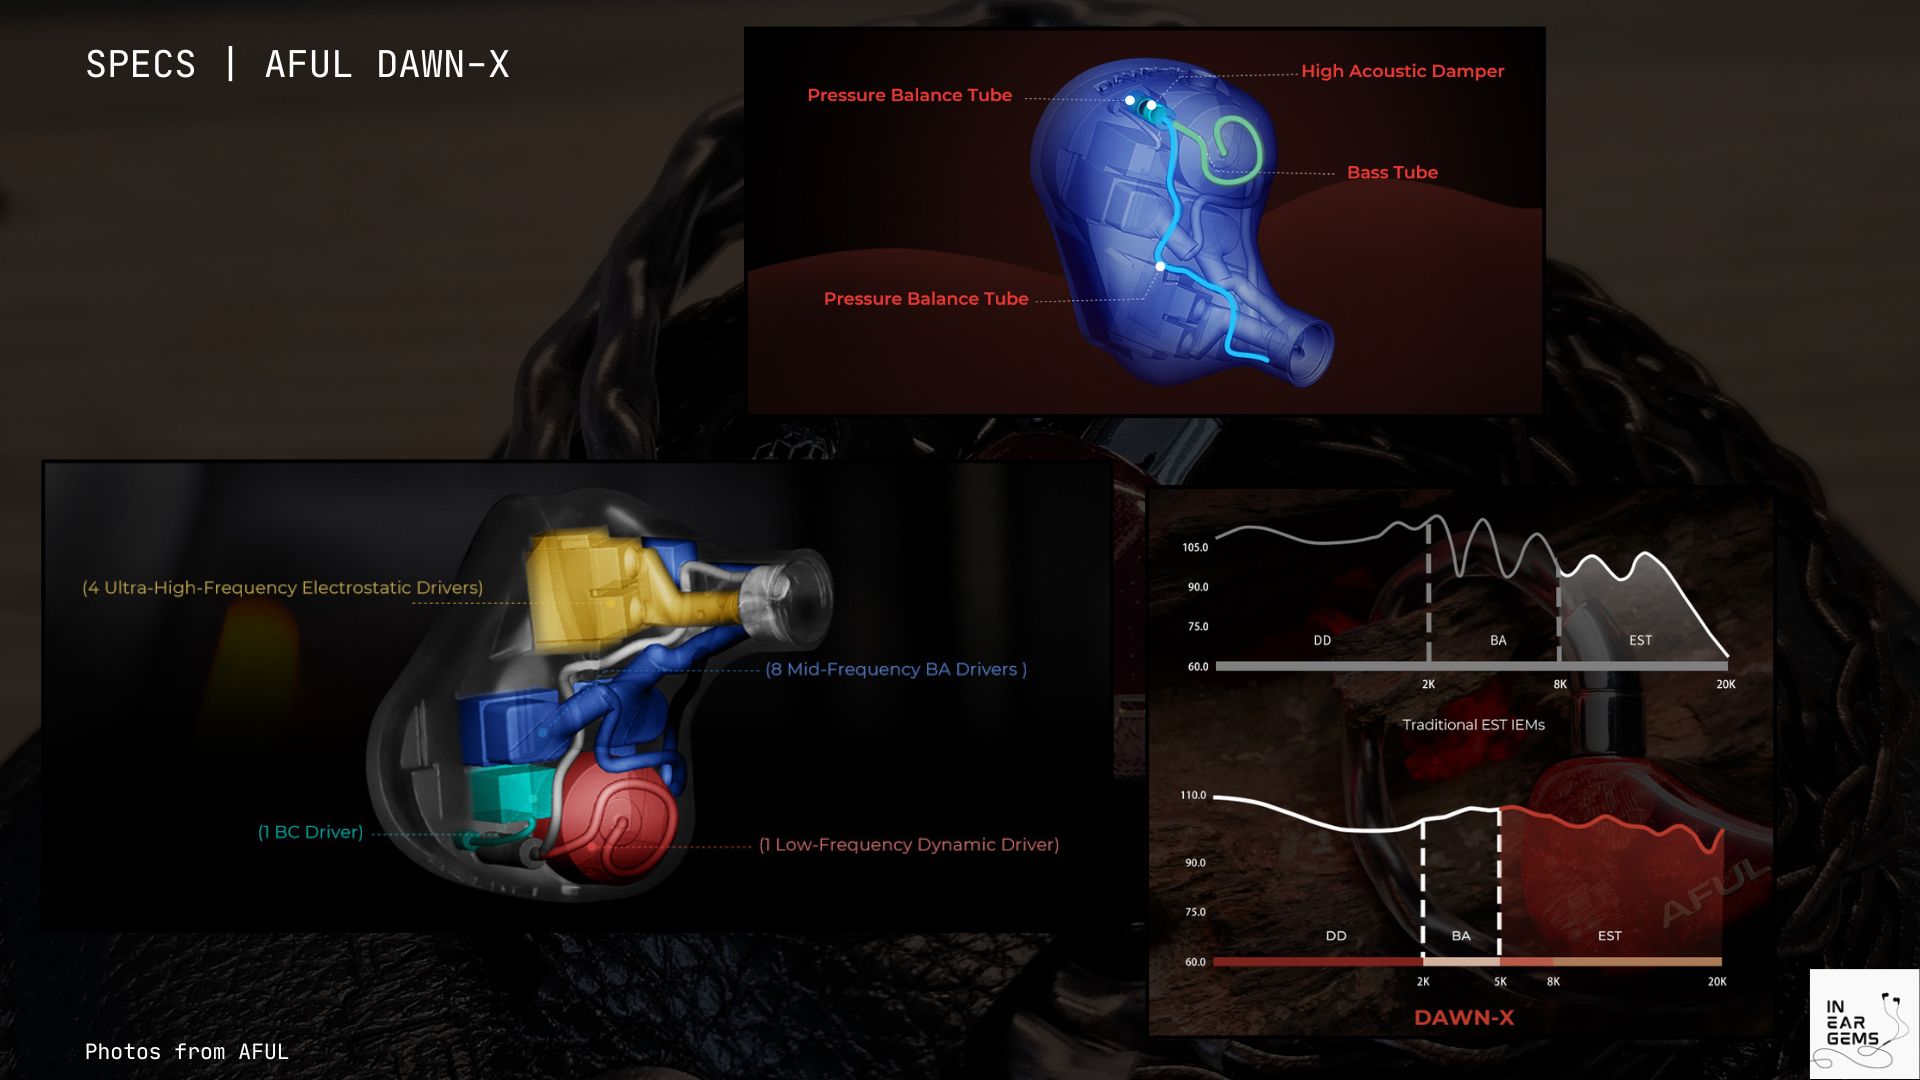 SPECS | AFUL DAWN-X
High Acoustic Damper
Pressure Balance Tube
Bass Tube
Pressure Balance Tube
(4 Ultra-High-Frequency Electrostatic Drivers)
(8 Mid-Frequency BA Drivers )
(1 BC Driver)
(1 Low-Frequency Dynamic Driver)
105.0
90.0
75.0
60.0
DD
BA
EST
2K
8K
20K
Traditional EST IEMs
110.0
90.0
75.0
60.0
DD
BA
EST
2K
5K
8K
20K
AFUL
DAWN-X
Photos from AFUL
IN
EAR
GEMS